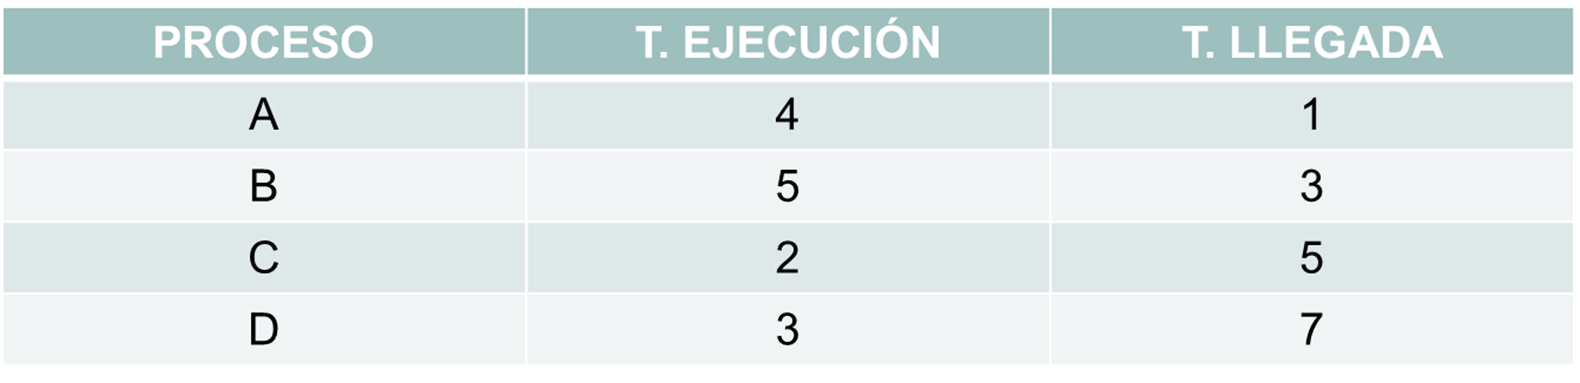 PROCESO T. EJECUCIÓN T. LLEGADA
A 4 1
B 5 3
C 2 5
D 3 7